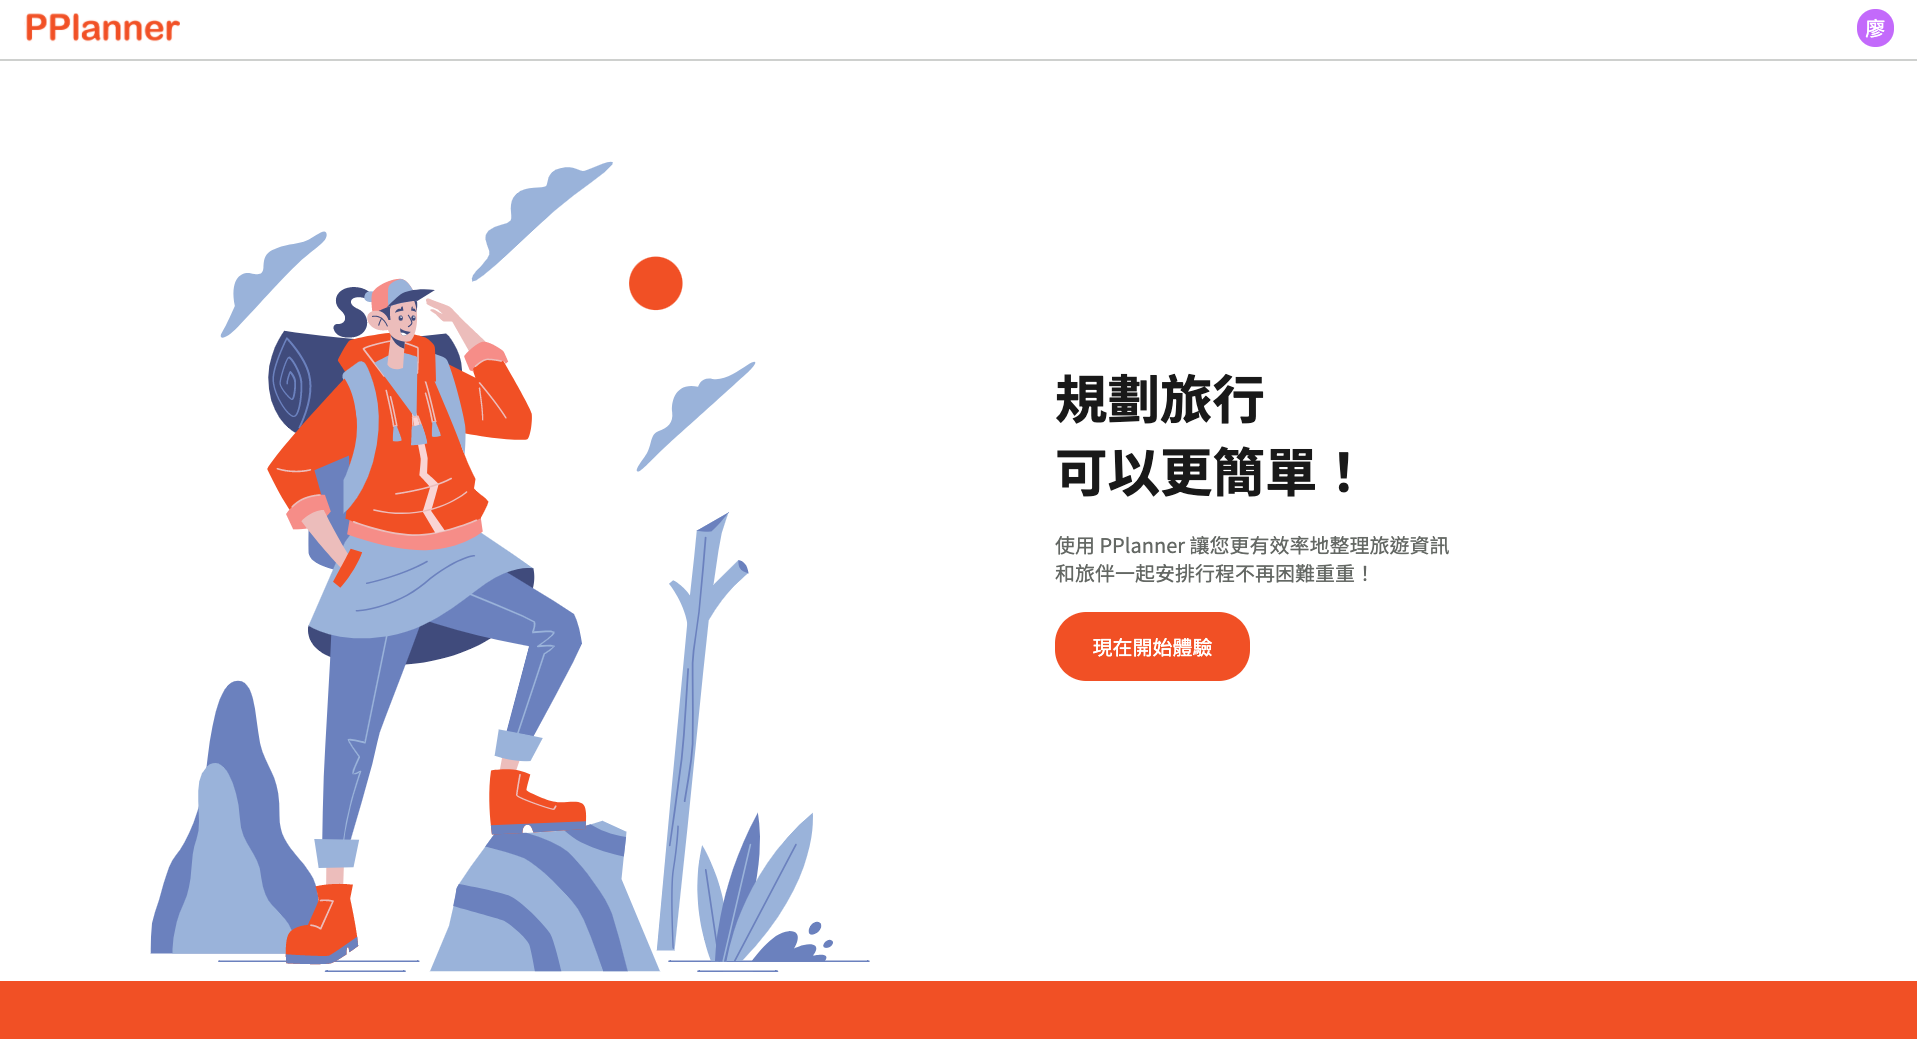 PPlanner
廖
規劃旅行
可以更簡單！
使用 PPlanner 讓您更有效率地整理旅遊資訊
和旅伴一起安排行程不再困難重重！
現在開始體驗